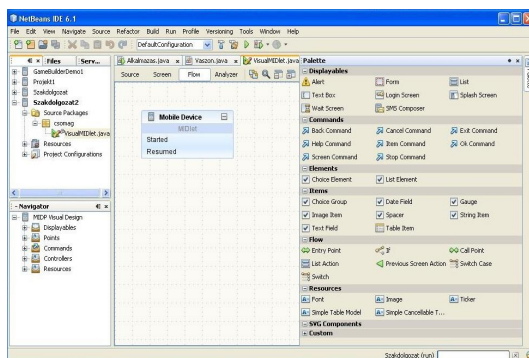 NetBeans IDE 6.1
File Edit View Navigate Source Refactor Build Run Profile Versioning Tools Window Help
DefaultConfiguration
Files Serv...
GameBuilderDemo1
Projekt1
Szakdolgozat
Szakdolgozat2
Source Packages
csomag
VisualMIDlet.java
Resources
Project Configurations
Navigator
MIDP Visual Design
Displayables
Points
Commands
Controllers
Resources
Alkalmazas.java Vaszon.java VisualMIDlet.java
Source Screen Flow Analyzer
Mobile Device
MIDlet
Started
Resumed
Palette
Displayables
Alert Form List
Text Box Login Screen Splash Screen
Wait Screen SMS Composer
Commands
Back Command Cancel Command Exit Command
Help Command Item Command Ok Command
Screen Command Stop Command
Elements
Choice Element List Element
Items
Choice Group Date Field Gauge
Image Item Spacer String Item
Text Field Table Item
Flow
Entry Point If Call Point
List Action Previous Screen Action Switch Case
Switch
Resources
Font Image Ticker
Simple Table Model Simple Cancellable T...
SVG Components
Custom
Szakdolgozat (run)